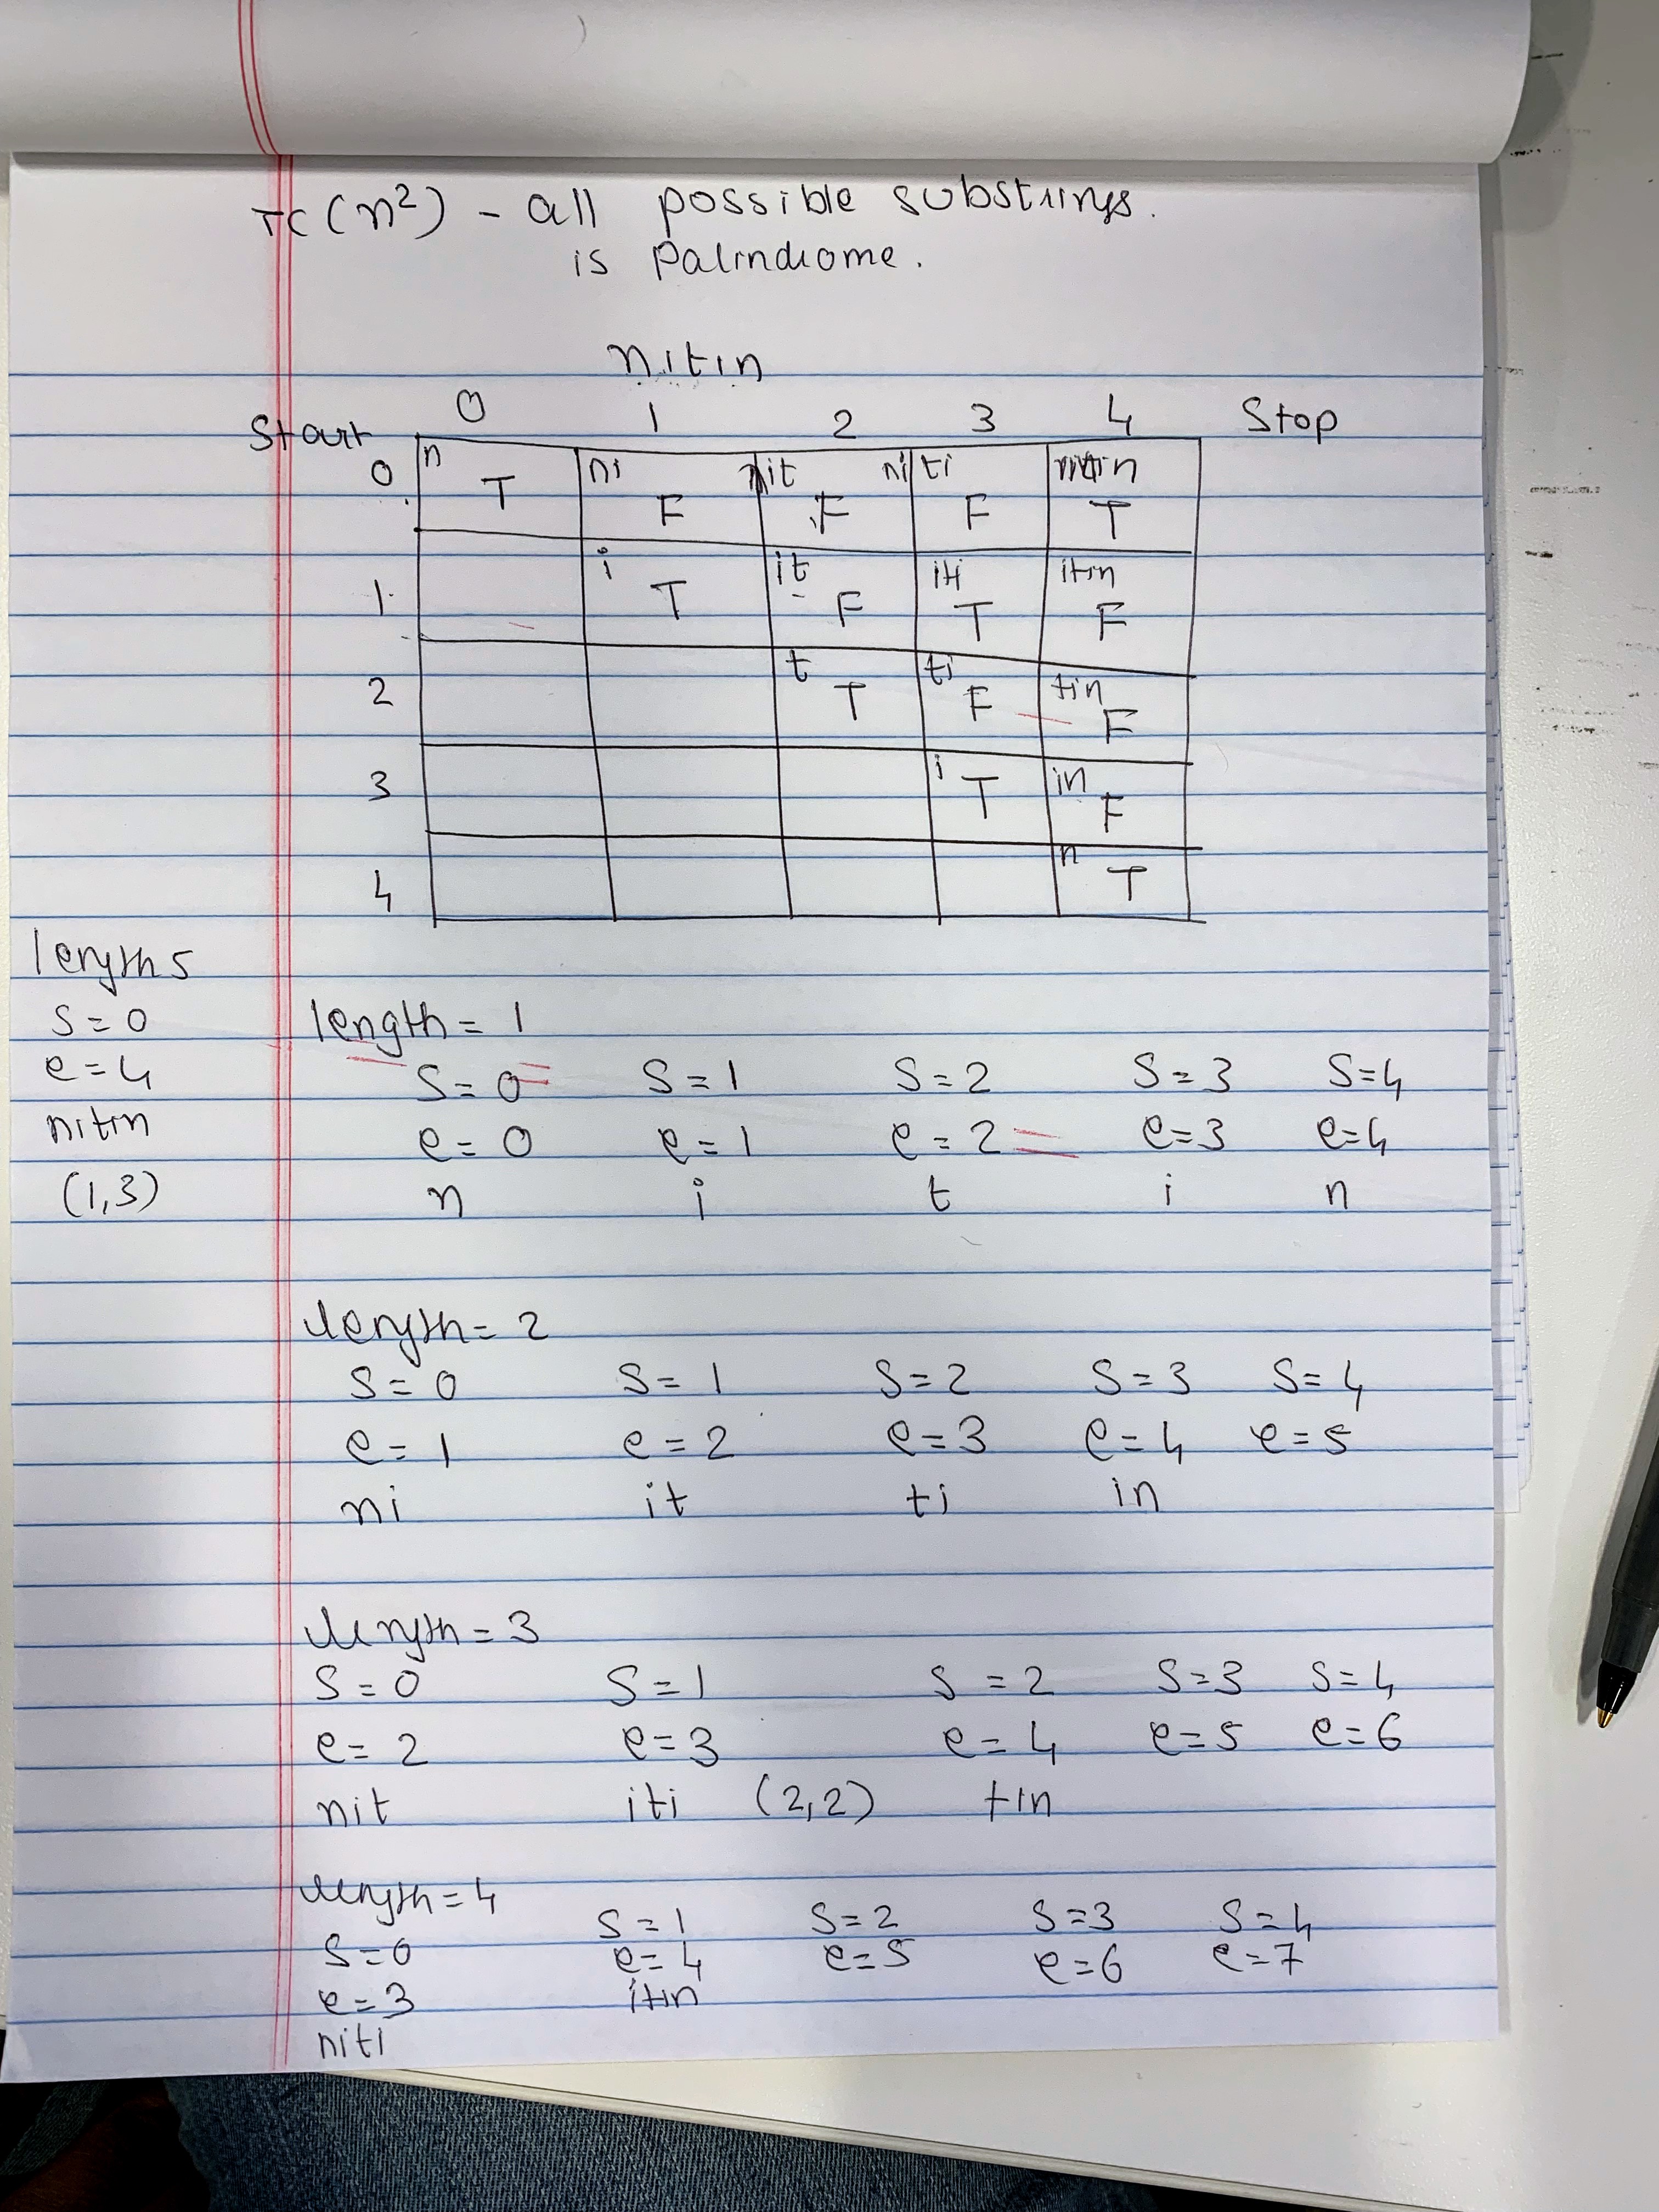 TC(n²) - all possible substrings.
is Palindrome.
nitin
0 1 2 3 4 Stop
Start
0 n T ni F nit F niti F nitin T
1 i T it F iti T itin F
2 t T ti F tin F
3 i T in F
4 n T
length 5
s=0
e=4
nitin
(1,3)
length = 1
S=0 S=1 S=2 S=3 S=4
e=0 e=1 e=2 e=3 e=4
n i t i n
length = 2
S=0 S=1 S=2 S=3 S=4
e=1 e=2 e=3 e=4 e=5
ni it ti in
length = 3
S=0 S=1 S=2 S=3 S=4
e=2 e=3 e=4 e=5 e=6
nit iti (2,2) tin
length = 4
S=0 S=1 S=2 S=3 S=4
e=3 e=4 e=5 e=6 e=7
niti itin